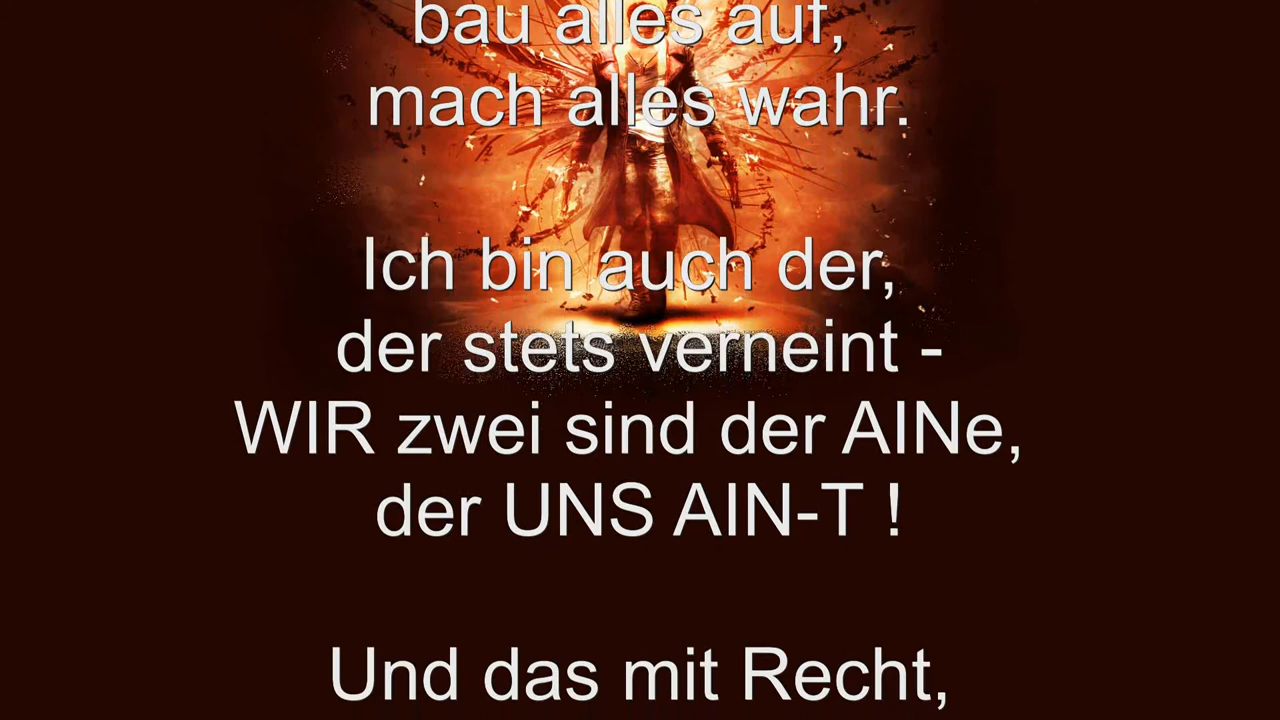 bau alles auf,
mach alles wahr.
Ich bin auch der,
der stets verneint -
WIR zwei sind der AINe,
der UNS AIN-T !
Und das mit Recht,